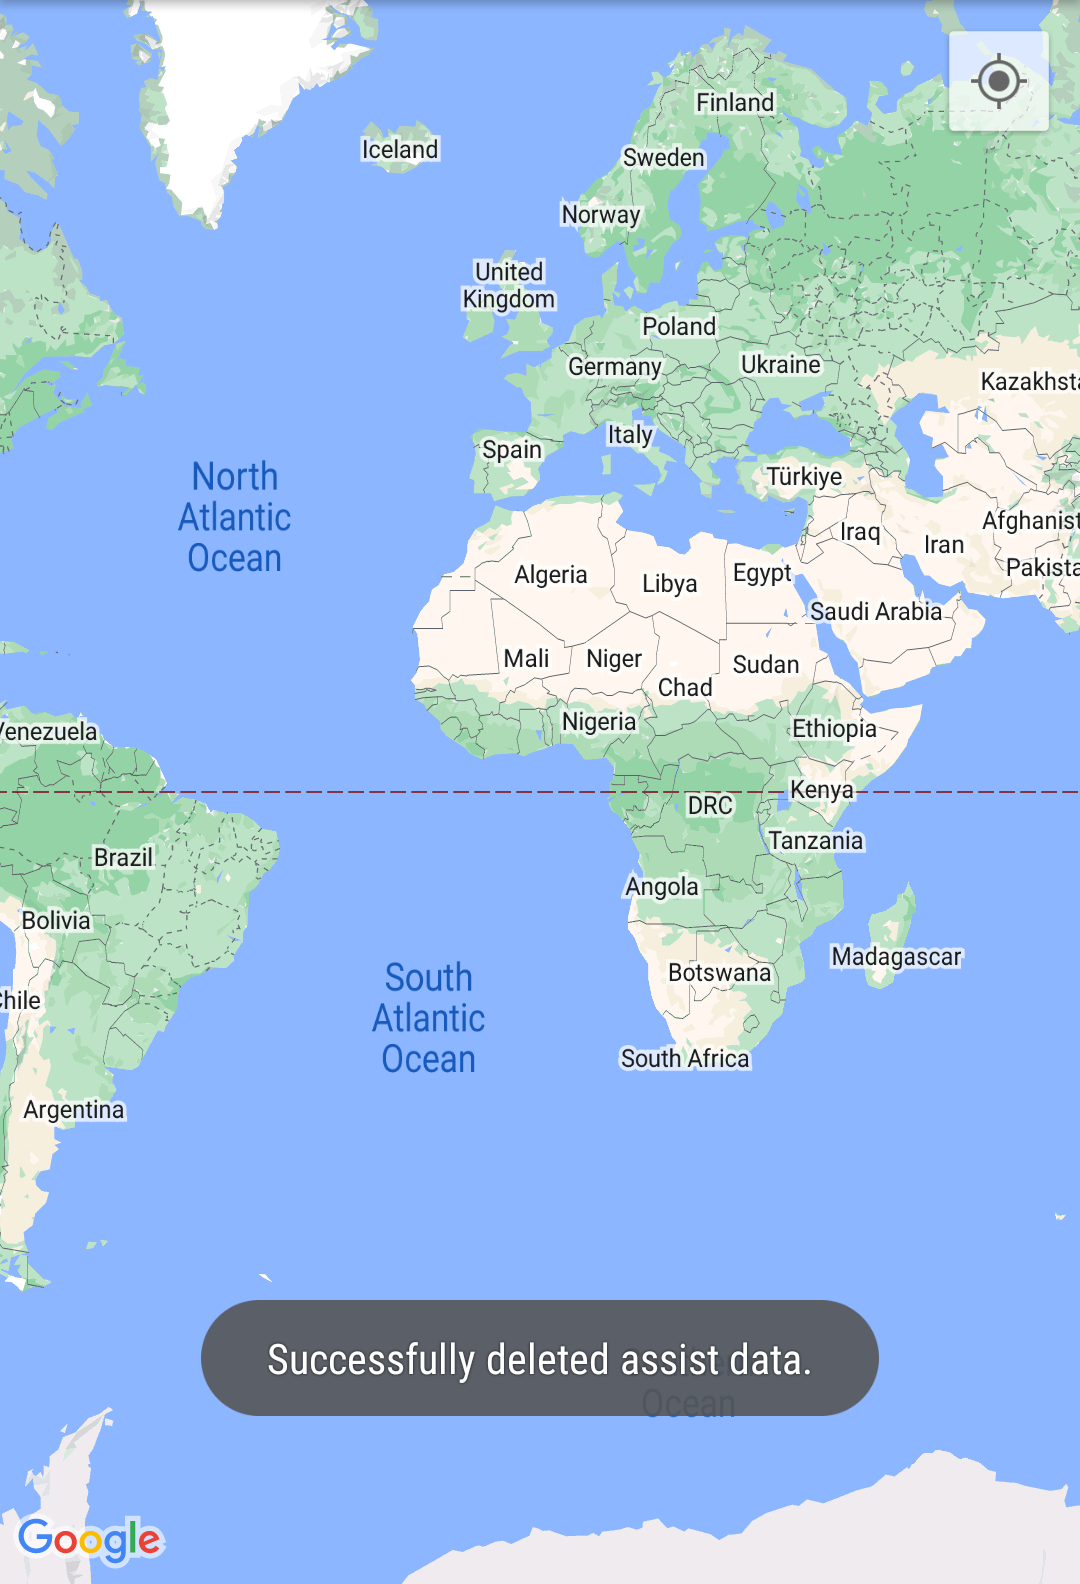 Finland
Iceland
Sweden
Norway
United
Kingdom
Poland
Germany
Ukraine
Kazakhsta
Italy
Spain
Türkiye
North
Atlantic
Ocean
Afghanist
Iraq
Iran
Pakista
Algeria
Libya
Egypt
Saudi Arabia
Mali
Niger
Sudan
Chad
Nigeria
Ethiopia
Venezuela
Kenya
DRC
Tanzania
Brazil
Angola
Bolivia
Madagascar
Botswana
South
Atlantic
Ocean
Chile
South Africa
Argentina
Successfully deleted assist data.
Ocean
Google